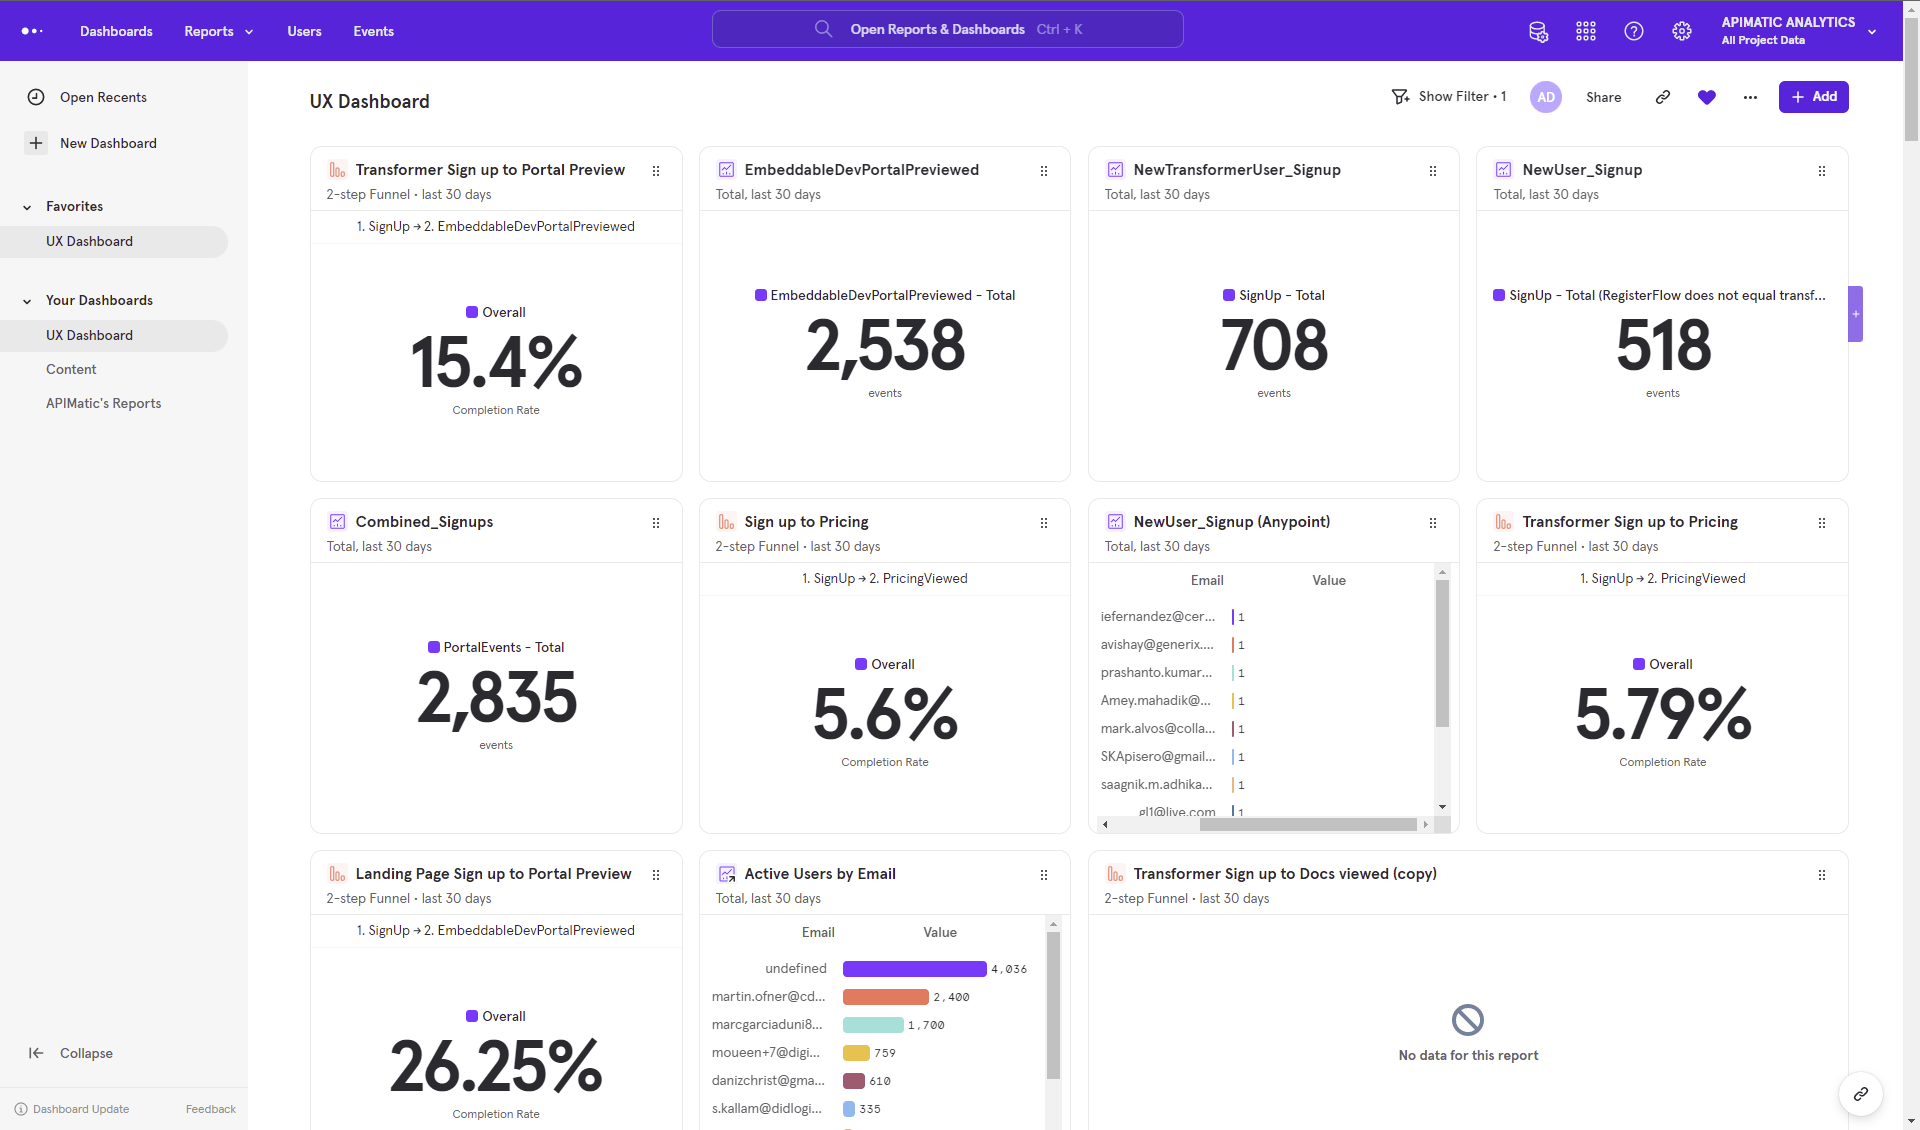 Dashboards
Reports
Users
Events
Open Reports & Dashboards Ctrl + K
APIMATIC ANALYTICS
All Project Data
Open Recents
New Dashboard
Favorites
UX Dashboard
Your Dashboards
UX Dashboard
Content
APIMatic's Reports
Collapse
Dashboard Update
Feedback
UX Dashboard
Show Filter • 1
AD
Share
+ Add
Transformer Sign up to Portal Preview
2-step Funnel • last 30 days
1. SignUp → 2. EmbeddableDevPortalPreviewed
Overall
15.4%
Completion Rate
EmbeddableDevPortalPreviewed
Total, last 30 days
EmbeddableDevPortalPreviewed - Total
2,538
events
NewTransformerUser_Signup
Total, last 30 days
SignUp - Total
708
events
NewUser_Signup
Total, last 30 days
SignUp - Total (RegisterFlow does not equal transf...
518
events
+
Combined_Signups
Total, last 30 days
PortalEvents - Total
2,835
events
Sign up to Pricing
2-step Funnel • last 30 days
1. SignUp → 2. PricingViewed
Overall
5.6%
Completion Rate
NewUser_Signup (Anypoint)
Total, last 30 days
Email Value
iefernandez@cer... 1
avishay@generix.... 1
prashanto.kumar... 1
Amey.mahadik@... 1
mark.alvos@colla... 1
SKApisero@gmail... 1
saagnik.m.adhika... 1
gl1@live.com 1
Transformer Sign up to Pricing
2-step Funnel • last 30 days
1. SignUp → 2. PricingViewed
Overall
5.79%
Completion Rate
Landing Page Sign up to Portal Preview
2-step Funnel • last 30 days
1. SignUp → 2. EmbeddableDevPortalPreviewed
Overall
26.25%
Completion Rate
Active Users by Email
Total, last 30 days
Email Value
undefined 4,036
martin.ofner@cd... 2,400
marcgarciaduni8... 1,700
moueen+7@digi... 759
danizchrist@gma... 610
s.kallam@didlogi... 335
Transformer Sign up to Docs viewed (copy)
2-step Funnel • last 30 days
No data for this report